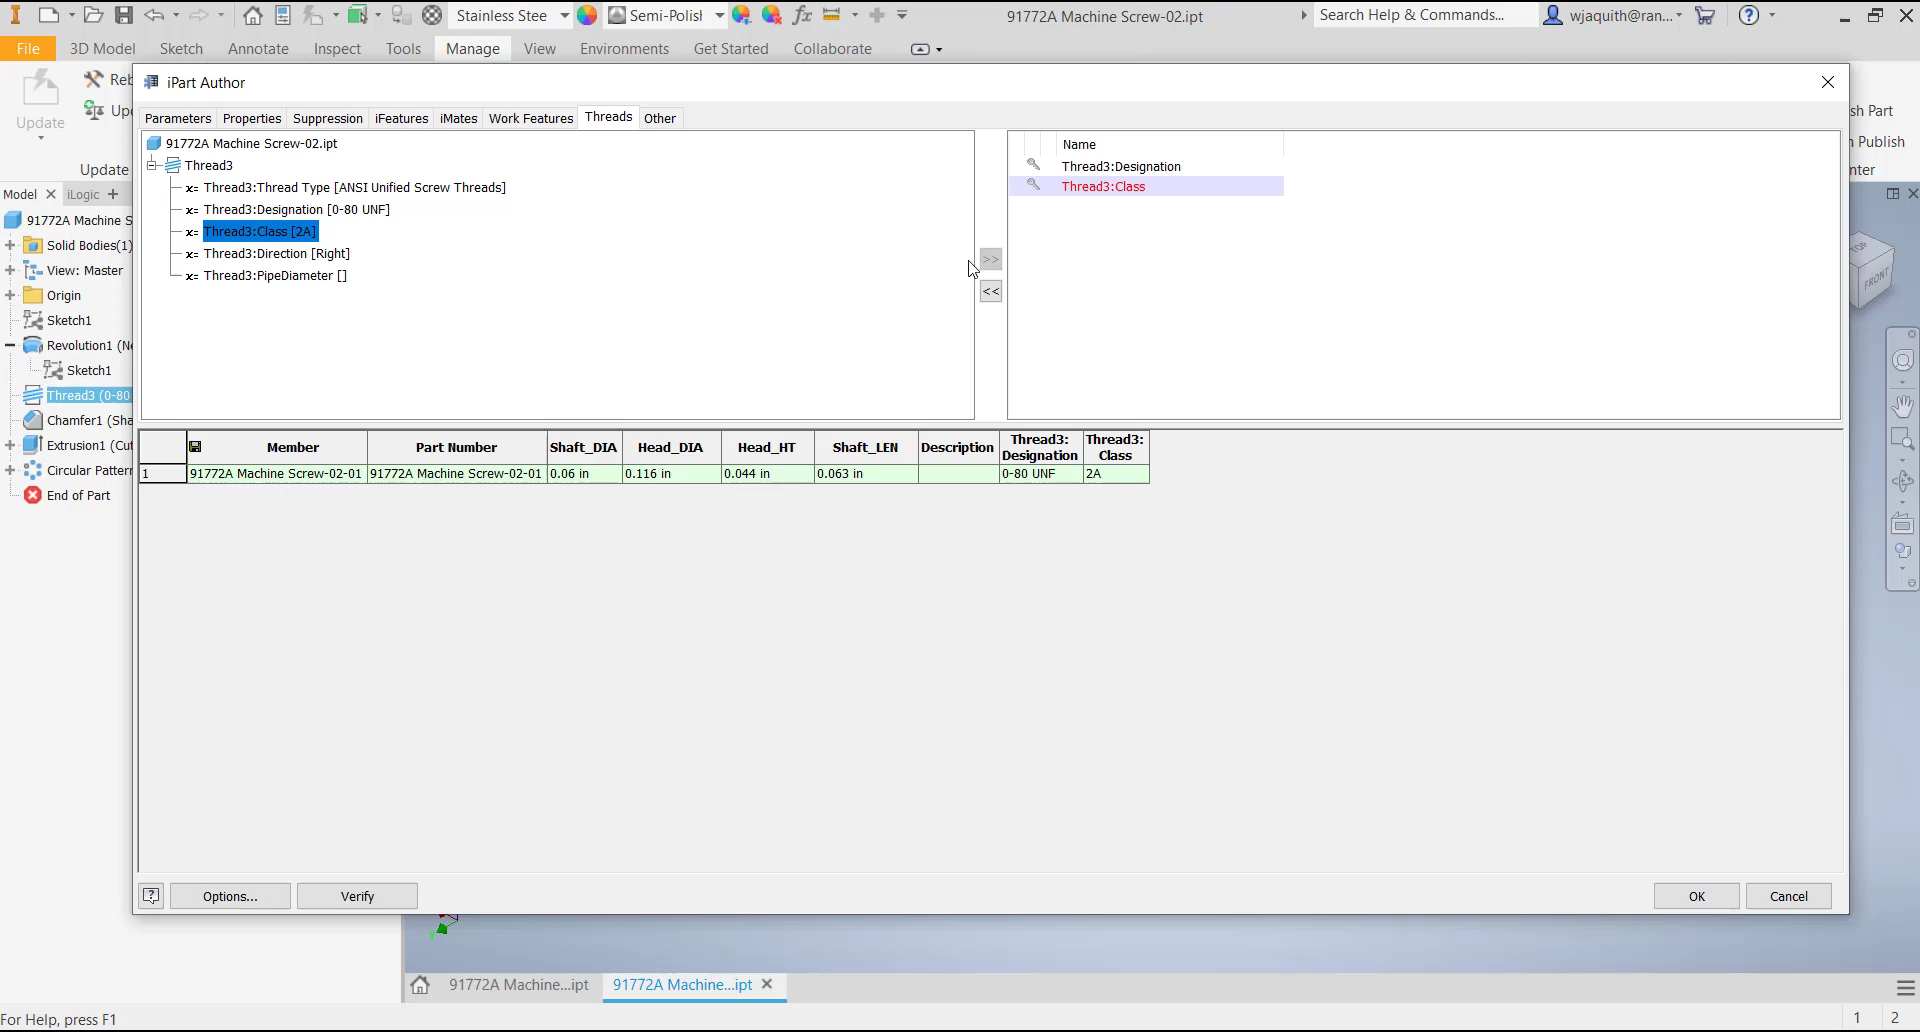 Stainless Stee
Semi-Polish
fx
91772A Machine Screw-02.ipt
Search Help & Commands...
wjaquith@ran...
File
3D Model
Sketch
Annotate
Inspect
Tools
Manage
View
Environments
Get Started
Collaborate
Update
Reb
Upd
Update
sh Part
n Publish
nter
iPart Author
Parameters
Properties
Suppression
iFeatures
iMates
Work Features
Threads
Other
91772A Machine Screw-02.ipt
Thread3
x= Thread3:Thread Type [ANSI Unified Screw Threads]
x= Thread3:Designation [0-80 UNF]
x= Thread3:Class [2A]
x= Thread3:Direction [Right]
x= Thread3:PipeDiameter []
>>
<<
Name
Thread3:Designation
Thread3:Class
Model
iLogic
91772A Machine S
Solid Bodies(1)
View: Master
Origin
Sketch1
Revolution1 (Ne
Sketch1
Thread3 (0-80
Chamfer1 (Sha
Extrusion1 (Cut
Circular Pattern
End of Part
TOP
FRONT
Member
Part Number
Shaft_DIA
Head_DIA
Head_HT
Shaft_LEN
Description
Thread3:
Designation
Thread3:
Class
1
91772A Machine Screw-02-01
91772A Machine Screw-02-01
0.06 in
0.116 in
0.044 in
0.063 in
0-80 UNF
2A
Options...
Verify
OK
Cancel
91772A Machine...ipt
91772A Machine...ipt
For Help, press F1
1
2